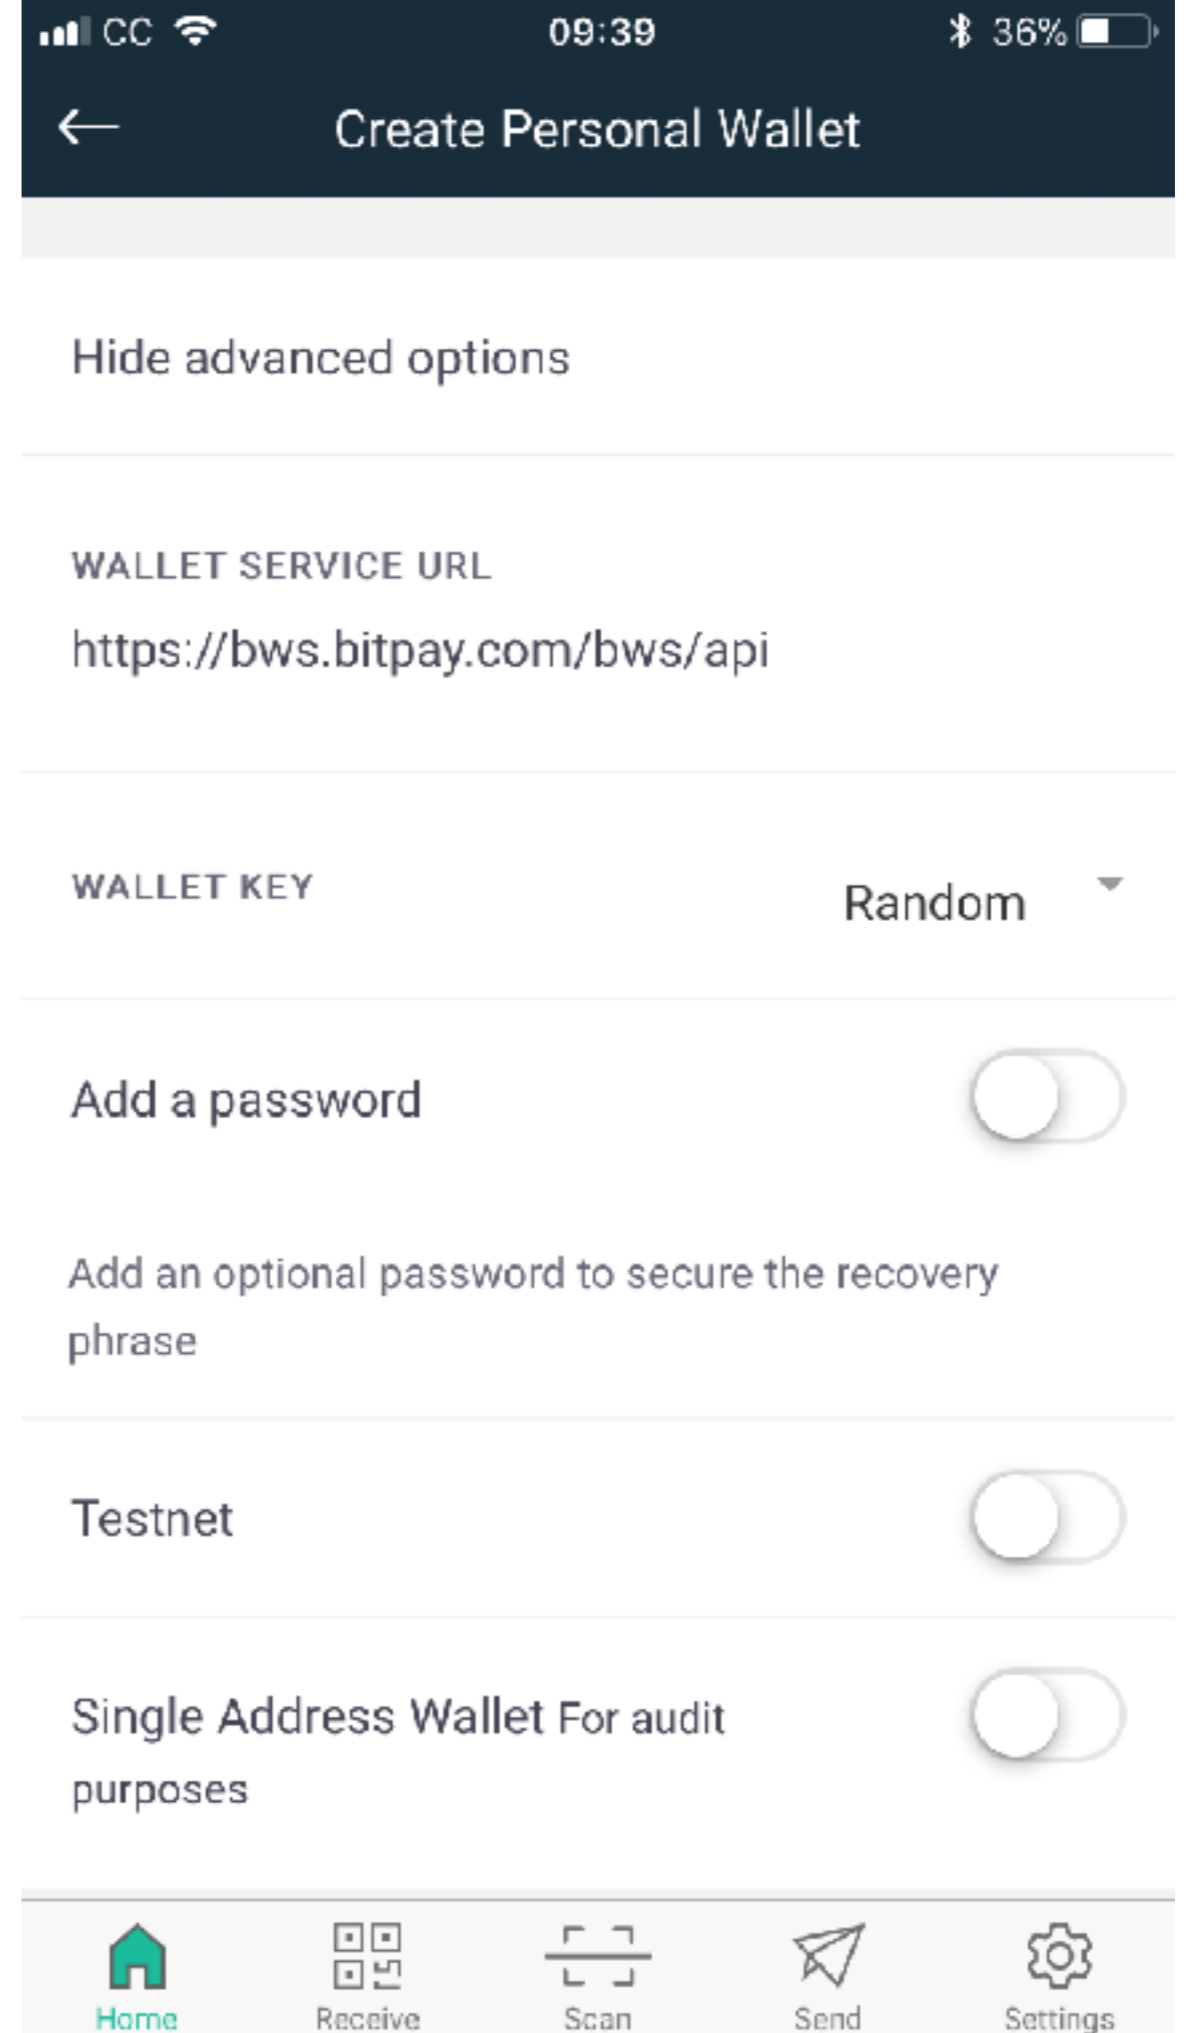 CC 09:39 36%
Create Personal Wallet
Hide advanced options
WALLET SERVICE URL
https://bws.bitpay.com/bws/api
WALLET KEY Random
Add a password
Add an optional password to secure the recovery
phrase
Testnet
Single Address Wallet For audit
purposes
Home Receive Scan Send Settings